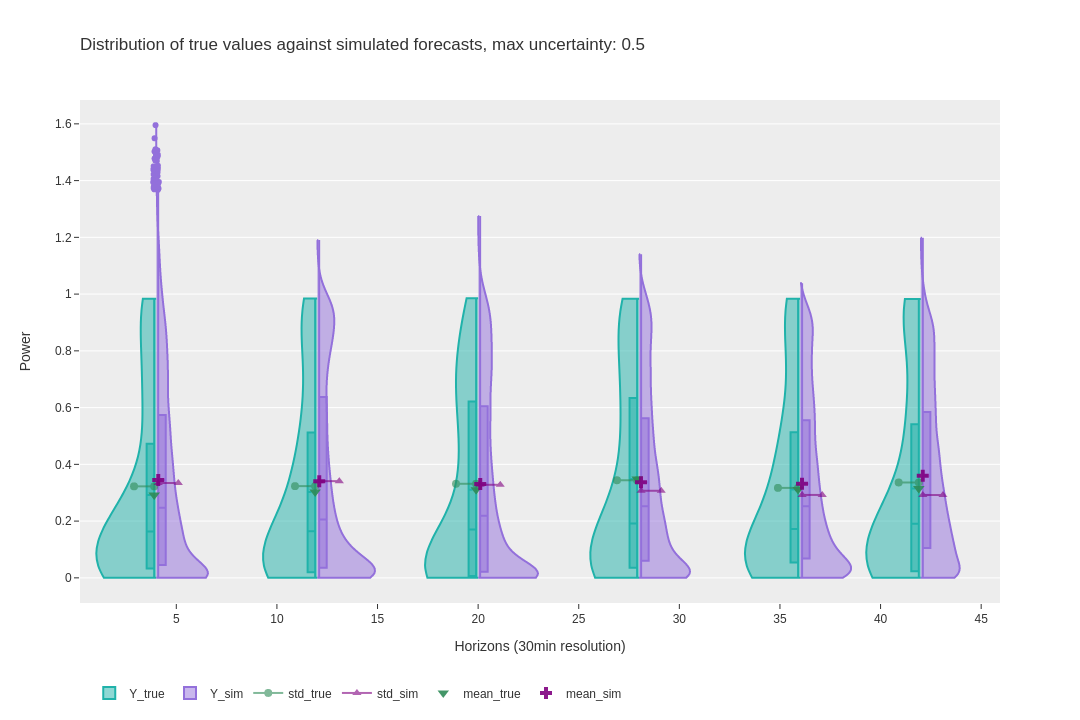 Distribution of true values against simulated forecasts, max uncertainty: 0.5
1.6
1.4
1.2
1
0.8
0.6
0.4
0.2
0
Power
5 10 15 20 25 30 35 40 45
Horizons (30min resolution)
Y_true Y_sim std_true std_sim mean_true mean_sim